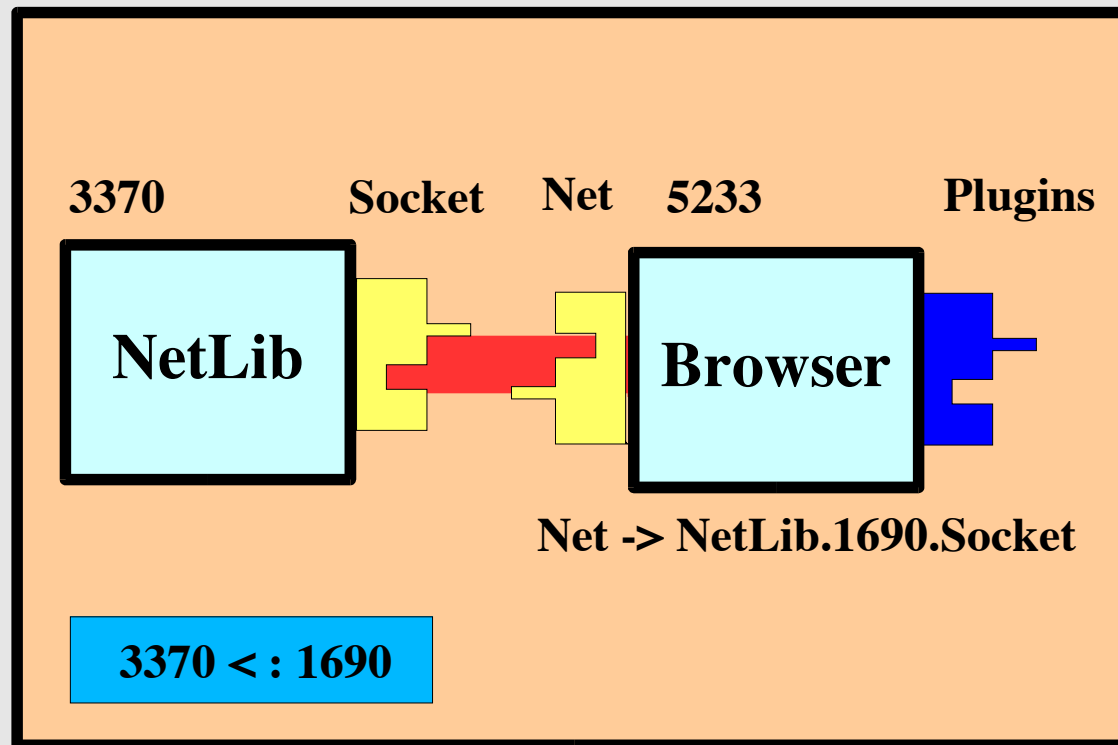 3370 Socket Net 5233 Plugins
NetLib Browser
Net -> NetLib.1690.Socket
3370 < : 1690